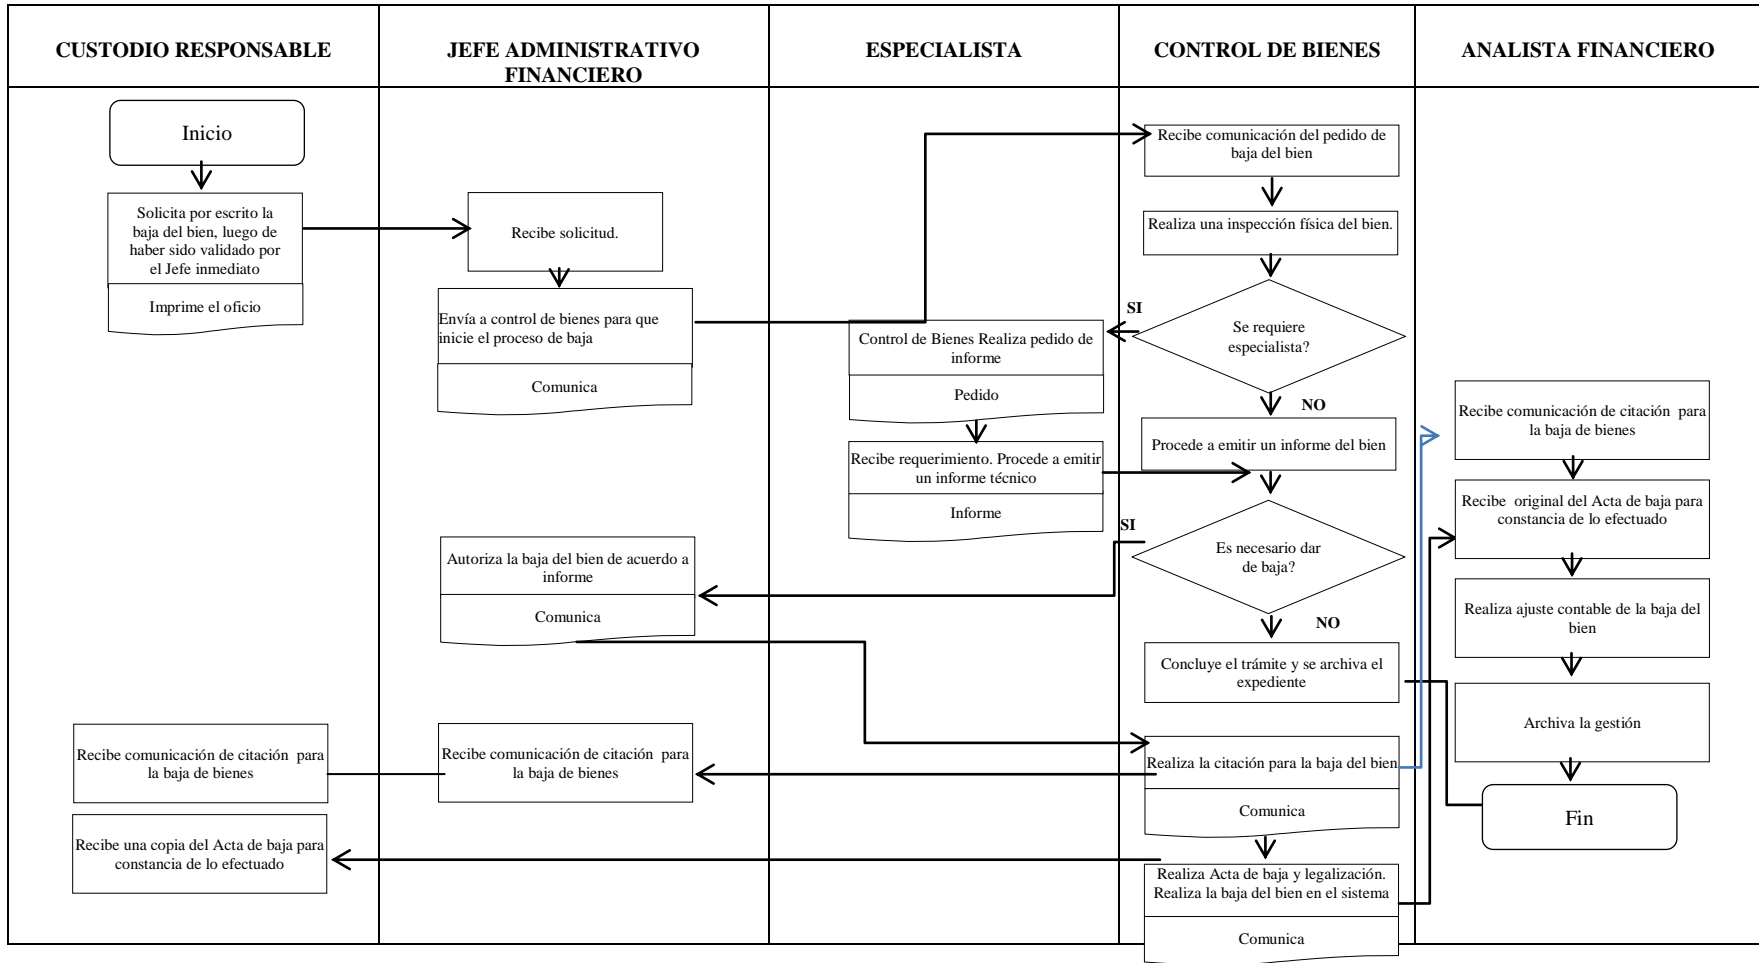 CUSTODIO RESPONSABLE
JEFE ADMINISTRATIVO
FINANCIERO
ESPECIALISTA
CONTROL DE BIENES
ANALISTA FINANCIERO
Inicio
Solicita por escrito la
baja del bien, luego de
haber sido validado por
el Jefe inmediato
Imprime el oficio
Recibe solicitud.
Envía a control de bienes para que
inicie el proceso de baja
Comunica
Recibe comunicación del pedido de
baja del bien
Realiza una inspección física del bien.
Se requiere
especialista?
SI
NO
Control de Bienes Realiza pedido de
informe
Pedido
Recibe requerimiento. Procede a emitir
un informe técnico
Informe
Procede a emitir un informe del bien
Es necesario dar
de baja?
SI
NO
Autoriza la baja del bien de acuerdo a
informe
Comunica
Concluye el trámite y se archiva el
expediente
Realiza la citación para la baja del bien
Comunica
Recibe comunicación de citación para
la baja de bienes
Recibe comunicación de citación para
la baja de bienes
Recibe una copia del Acta de baja para
constancia de lo efectuado
Realiza Acta de baja y legalización.
Realiza la baja del bien en el sistema
Comunica
Recibe comunicación de citación para
la baja de bienes
Recibe original del Acta de baja para
constancia de lo efectuado
Realiza ajuste contable de la baja del
bien
Archiva la gestión
Fin